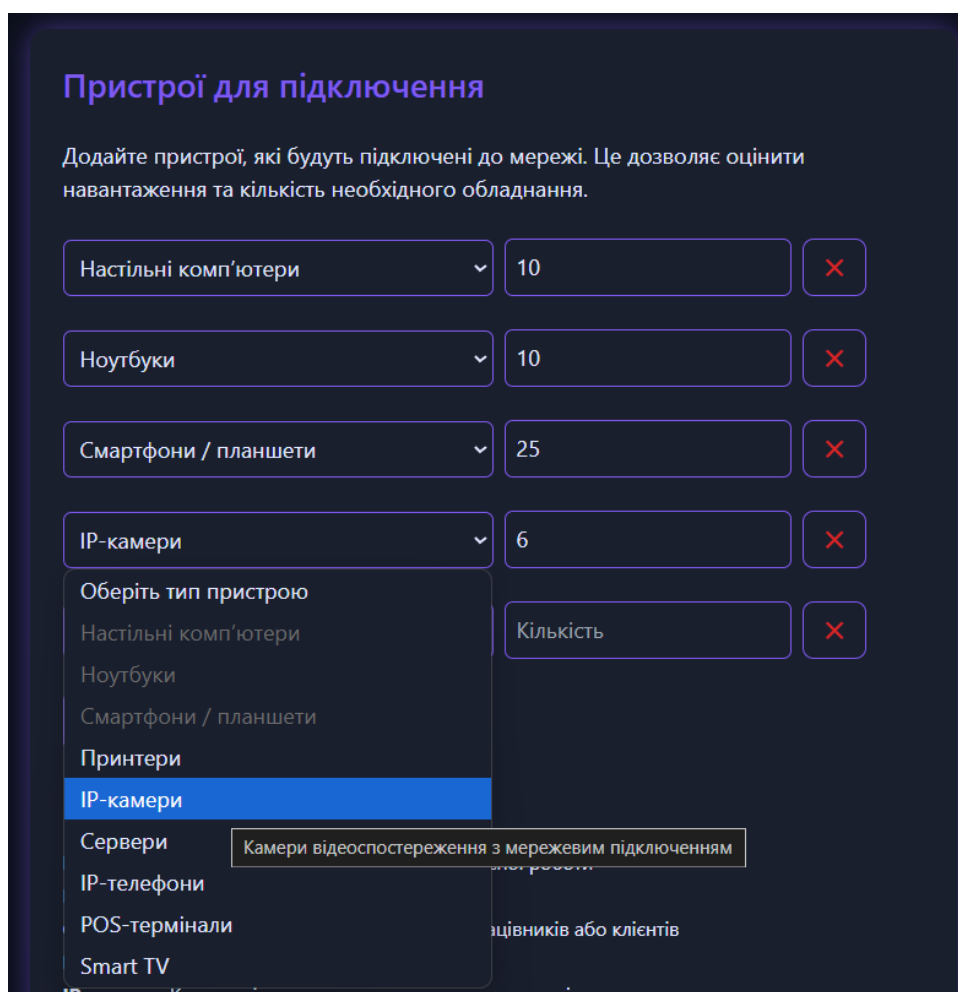 Пристрої для підключення
Додайте пристрої, які будуть підключені до мережі. Це дозволяє оцінити
навантаження та кількість необхідного обладнання.
Настільні комп’ютери 10
Ноутбуки 10
Смартфони / планшети 25
IP-камери 6
Оберіть тип пристрою
Настільні комп’ютери Кількість
Ноутбуки
Смартфони / планшети
Принтери
IP-камери
Сервери Камери відеоспостереження з мережевим підключенням
IP-телефони
POS-термінали або клієнтів
Smart TV